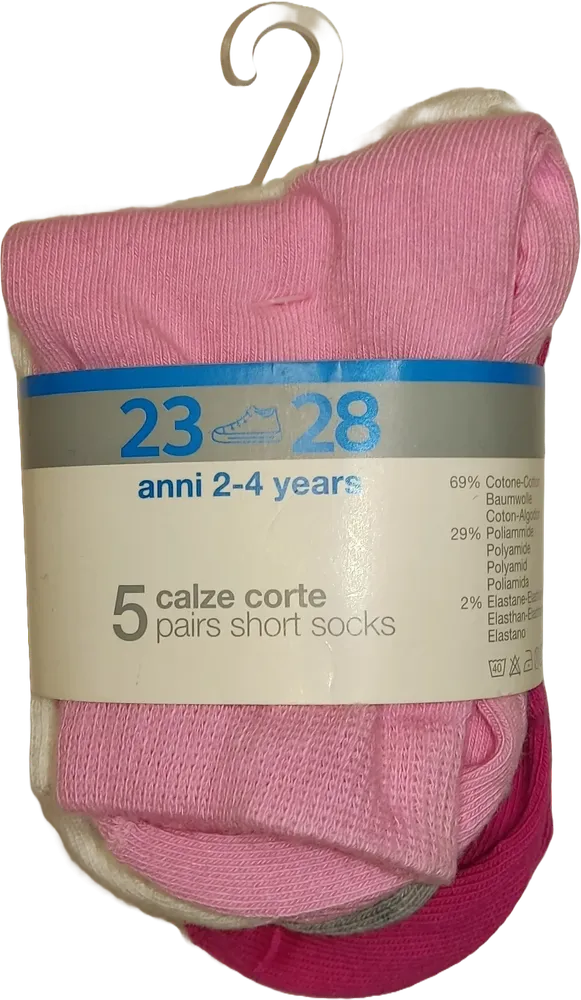 23 28
anni 2-4 years
5 calze corte
pairs short socks
69% Cotone-Cotton
Baumwolle
29% Poliammide
Polyamide
Polyamid
Poliamida
2%
Elastano
40